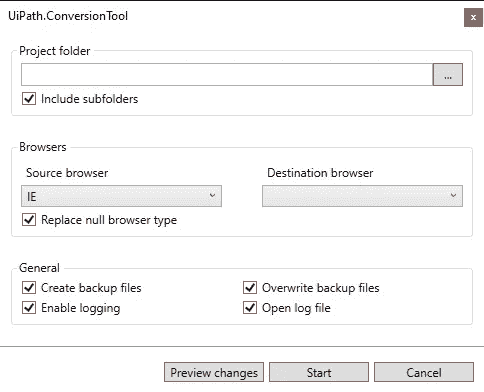 UiPath.ConversionTool
x
Project folder
...
Include subfolders
Browsers
Source browser Destination browser
IE
Replace null browser type
General
Create backup files Overwrite backup files
Enable logging Open log file
Preview changes Start Cancel